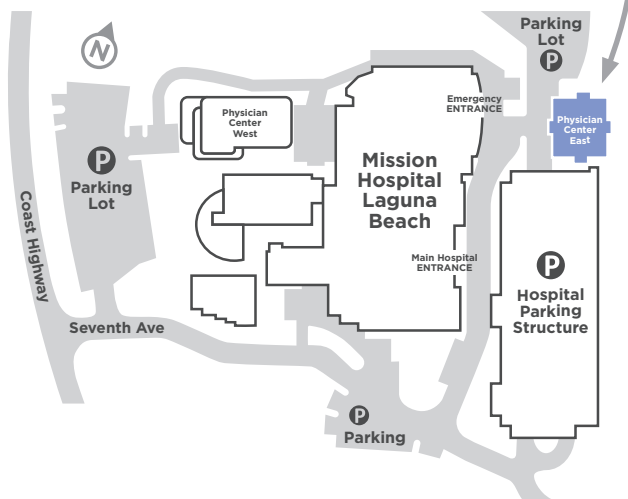 Parking
Lot
P
N
Emergency
ENTRANCE
Physician
Center
West
Physician
Center
East
P
Parking
Lot
Mission
Hospital
Laguna
Beach
Coast Highway
Main Hospital
ENTRANCE
P
Hospital
Parking
Structure
Seventh Ave
P
Parking